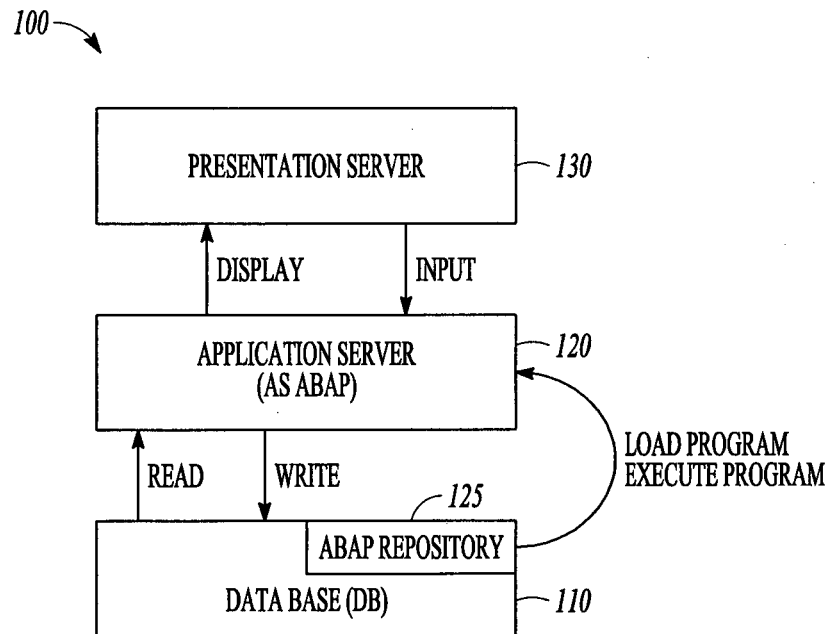 100
PRESENTATION SERVER
130
DISPLAY
INPUT
APPLICATION SERVER
(AS ABAP)
120
LOAD PROGRAM
EXECUTE PROGRAM
READ
WRITE
125
ABAP REPOSITORY
DATA BASE (DB)
110